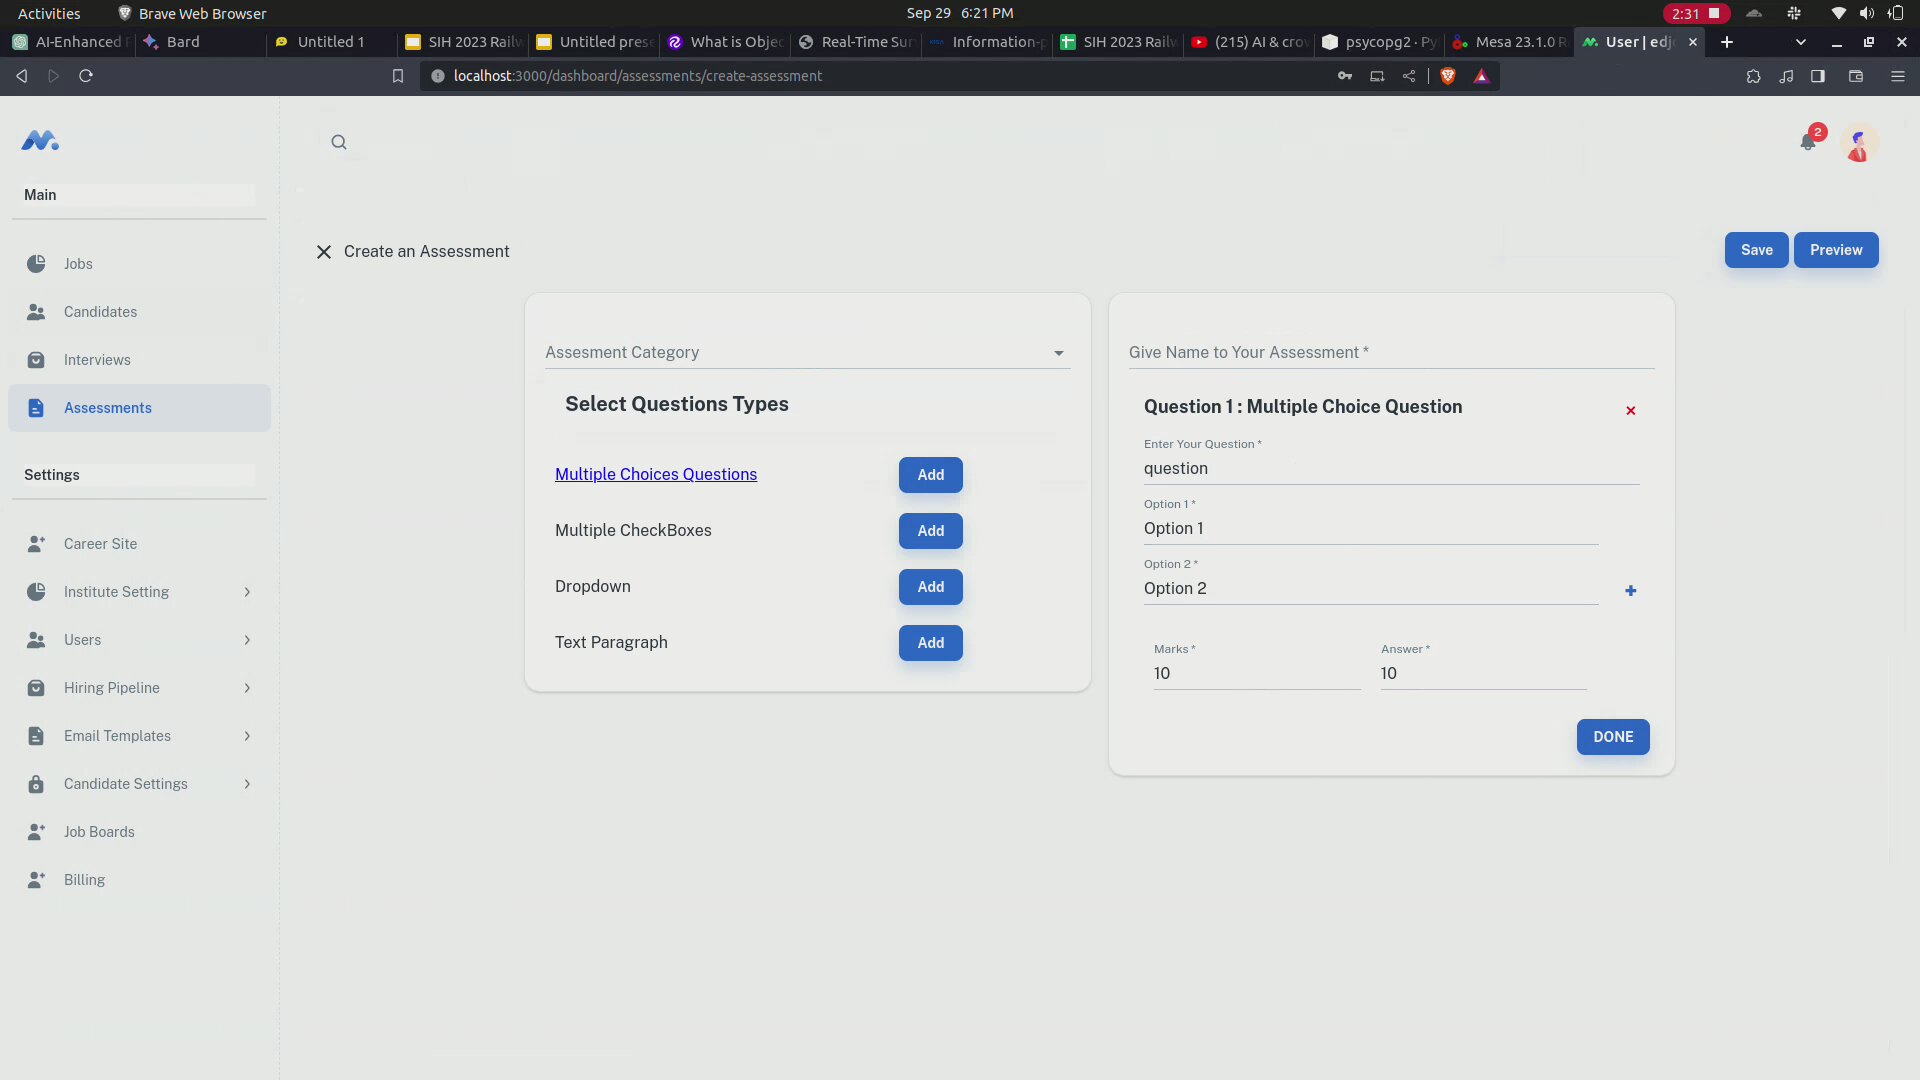 Activities Brave Web Browser Sep 29 6:21 PM 2:31
AI-Enhanced Bard Untitled 1 SIH 2023 Railw Untitled prese What is Objec Real-Time Sur Information-p SIH 2023 Railw (215) AI & crow psycopg2 · Py Mesa 23.1.0 R User | edj
localhost:3000/dashboard/assessments/create-assessment
2
Main
Create an Assessment Save Preview
Jobs
Candidates
Interviews
Assessments
Settings
Career Site
Institute Setting
Users
Hiring Pipeline
Email Templates
Candidate Settings
Job Boards
Billing
Assesment Category
Select Questions Types
Multiple Choices Questions Add
Multiple CheckBoxes Add
Dropdown Add
Text Paragraph Add
Give Name to Your Assessment *
Question 1 : Multiple Choice Question
Enter Your Question *
question
Option 1 *
Option 1
Option 2 *
Option 2
Marks * Answer *
10 10
DONE